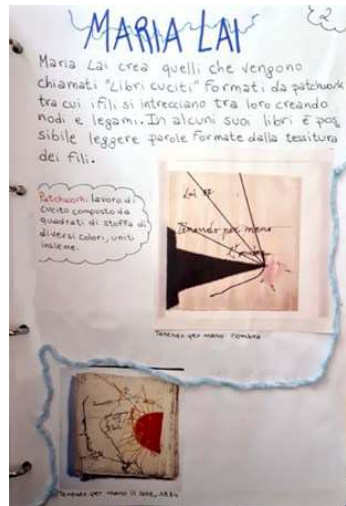 2
MARIA LAI
Maria Lai crea quelli che vengono
chiamati "Libri cuciti" formati da patchwork
tra cui i fili si intrecciano tra loro creando
nodi e legami. In alcuni suoi libri è pos
sibile leggere parole formate dalla tessitura
dei fili.
Patchwork: lavoro di
cucito composto da
quadrati di stoffa di
diversi colori, uniti
insieme.
Tenendo per mano
l'ombra
Tenendo per mano l'ombra
Tenendo per mano il sole, 1984